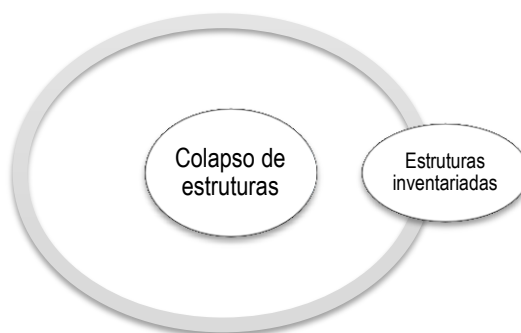 Colapso de
estruturas
Estruturas
inventariadas